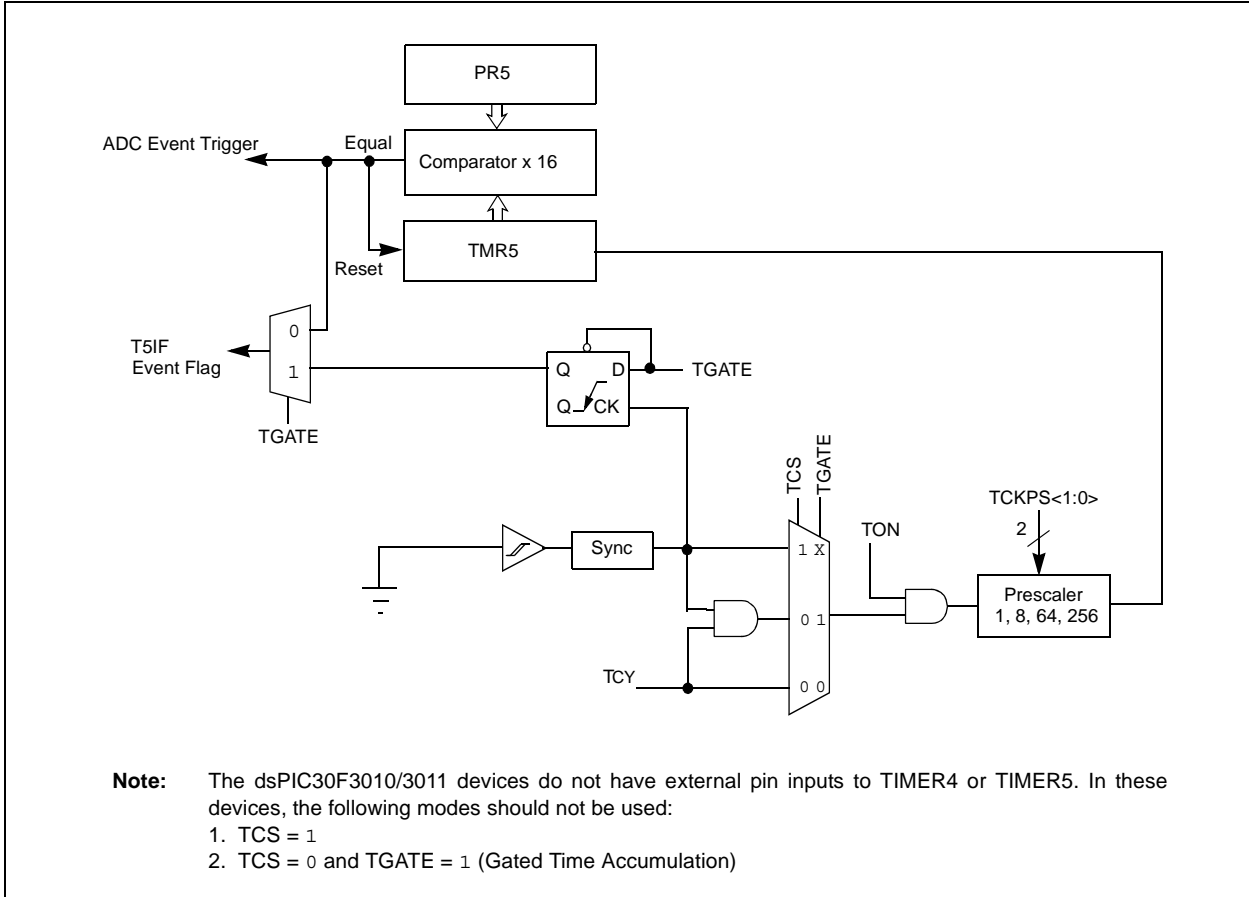 PR5
ADC Event Trigger
Equal
Comparator x 16
TMR5
Reset
0
T5IF
Event Flag
1
Q D
TGATE
Q CK
TGATE
TCS
TGATE
TCKPS<1:0>
2
TON
Sync
1 X
Prescaler
1, 8, 64, 256
0 1
TCY
0 0
Note: The dsPIC30F3010/3011 devices do not have external pin inputs to TIMER4 or TIMER5. In these
devices, the following modes should not be used:
1. TCS = 1
2. TCS = 0 and TGATE = 1 (Gated Time Accumulation)